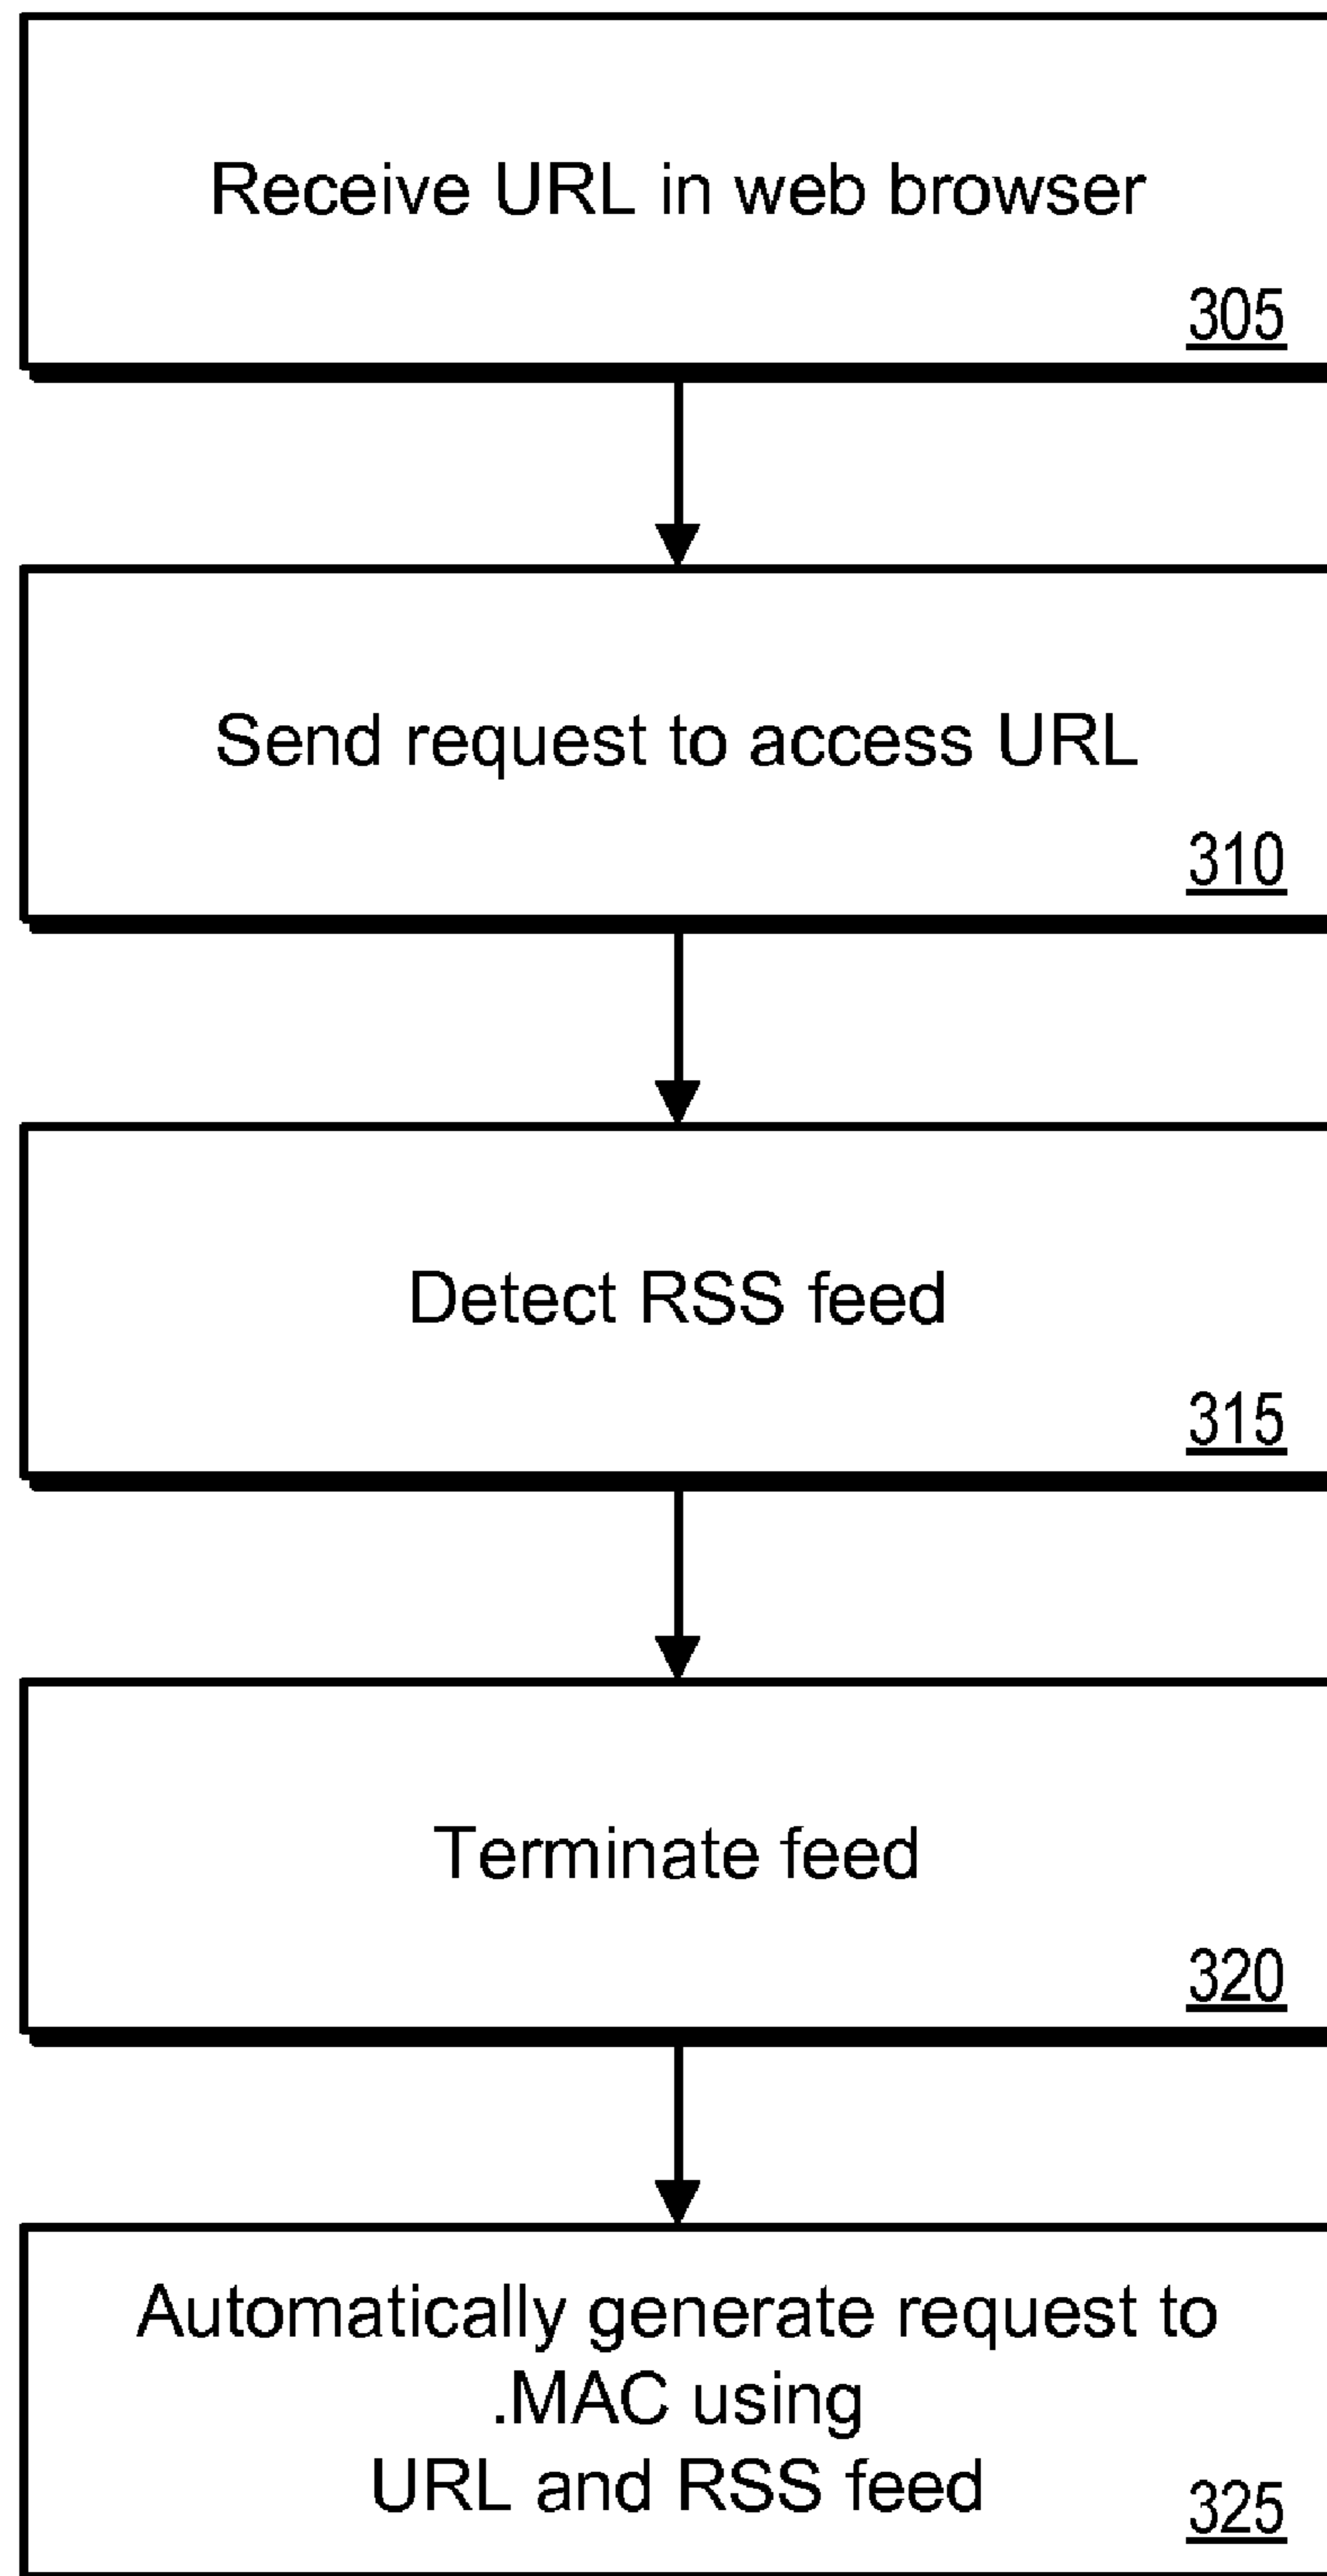 Receive URL in web browser
305
Send request to access URL
310
Detect RSS feed
315
Terminate feed
320
Automatically generate request to
.MAC using
URL and RSS feed
325